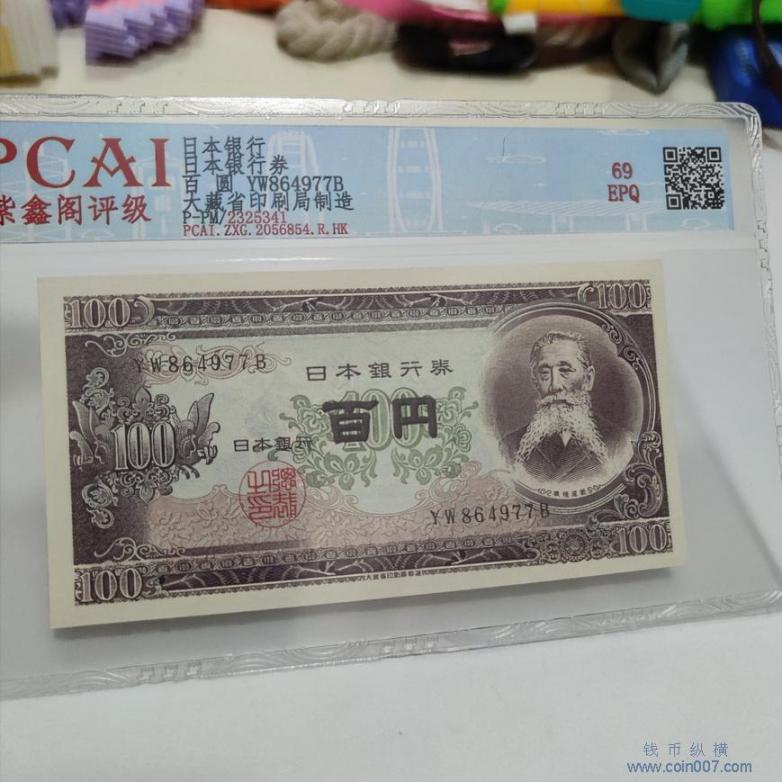 PCAI
紫鑫阁评级
日本银行
日本银行券
百 圓 YW864977B
大藏省印刷局制造
P-PM/2325341
PCAI.ZXG.2056854.R.HK
69
EPQ
100
100
YW864977B
日本銀行券
100
100
百円
日本銀行
YW864977B
100
100
钱币纵横
www.coin007.com